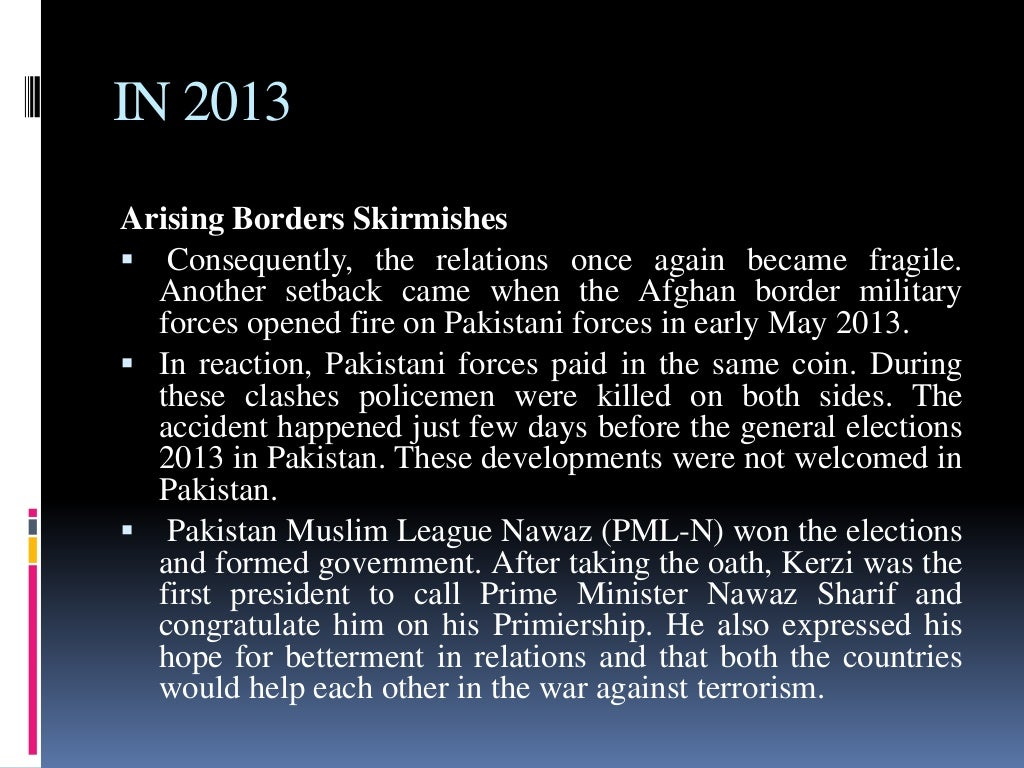 IN 2013
Arising Borders Skirmishes
▪ Consequently, the relations once again became fragile.
Another setback came when the Afghan border military
forces opened fire on Pakistani forces in early May 2013.
▪ In reaction, Pakistani forces paid in the same coin. During
these clashes policemen were killed on both sides. The
accident happened just few days before the general elections
2013 in Pakistan. These developments were not welcomed in
Pakistan.
▪ Pakistan Muslim League Nawaz (PML-N) won the elections
and formed government. After taking the oath, Kerzi was the
first president to call Prime Minister Nawaz Sharif and
congratulate him on his Primiership. He also expressed his
hope for betterment in relations and that both the countries
would help each other in the war against terrorism.